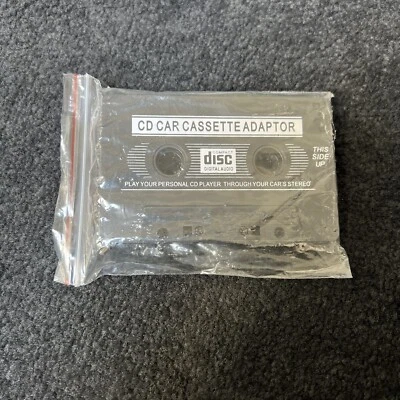 CD CAR CASSETTE ADAPTOR
COMPACT
disc
DIGITAL AUDIO
THIS
SIDE
UP
PLAY YOUR PERSONAL CD PLAYER THROUGH YOUR CAR'S STEREO